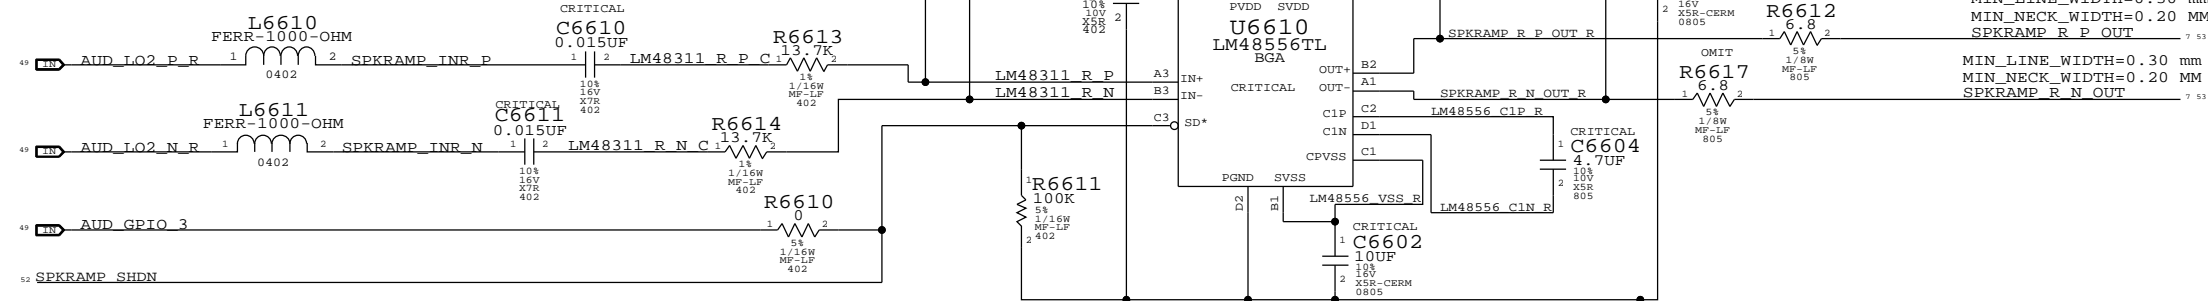 CRITICAL
L6610
FERR-1000-OHM
1 2
0402
49 IN AUD_LO2_P_R
SPKRAMP_INR_P
C6610
0.015UF
1 2
10%
16V
X7R
402
LM48311_R_P_C
R6613
13.7K
1 2
1%
1/16W
MF-LF
402
10%
10V
X5R
402
2
L6611
FERR-1000-OHM
1 2
0402
49 IN AUD_LO2_N_R
SPKRAMP_INR_N
CRITICAL
C6611
0.015UF
1 2
10%
16V
X7R
402
LM48311_R_N_C
R6614
13.7K
1 2
1%
1/16W
MF-LF
402
LM48311_R_P
LM48311_R_N
49 IN AUD_GPIO_3
R6610
0
1 2
5%
1/16W
MF-LF
402
52 SPKRAMP_SHDN
1
R6611
100K
5%
1/16W
MF-LF
402
2
PVDD SVDD
U6610
LM48556TL
BGA
CRITICAL
A3 IN+
B3 IN-
C3 SD*
OUT+ B2
OUT- A1
C1P C2
C1N D1
CPVSS C1
PGND SVSS
D2 B1
LM48556_VSS_R
CRITICAL
1
C6602
10UF
10%
16V
X5R-CERM
0805
2
SPKRAMP_R_P_OUT_R
SPKRAMP_R_N_OUT_R
LM48556_C1P_R
LM48556_C1N_R
CRITICAL
1
C6604
4.7UF
10%
10V
X5R
805
2
16V
2 X5R-CERM
0805
R6612
6.8
1 2
5%
1/8W
MF-LF
805
OMIT
R6617
6.8
1 2
5%
1/8W
MF-LF
805
MIN_NECK_WIDTH=0.20 MM
SPKRAMP_R_P_OUT 7 53
MIN_LINE_WIDTH=0.30 mm
MIN_NECK_WIDTH=0.20 MM
SPKRAMP_R_N_OUT 7 53